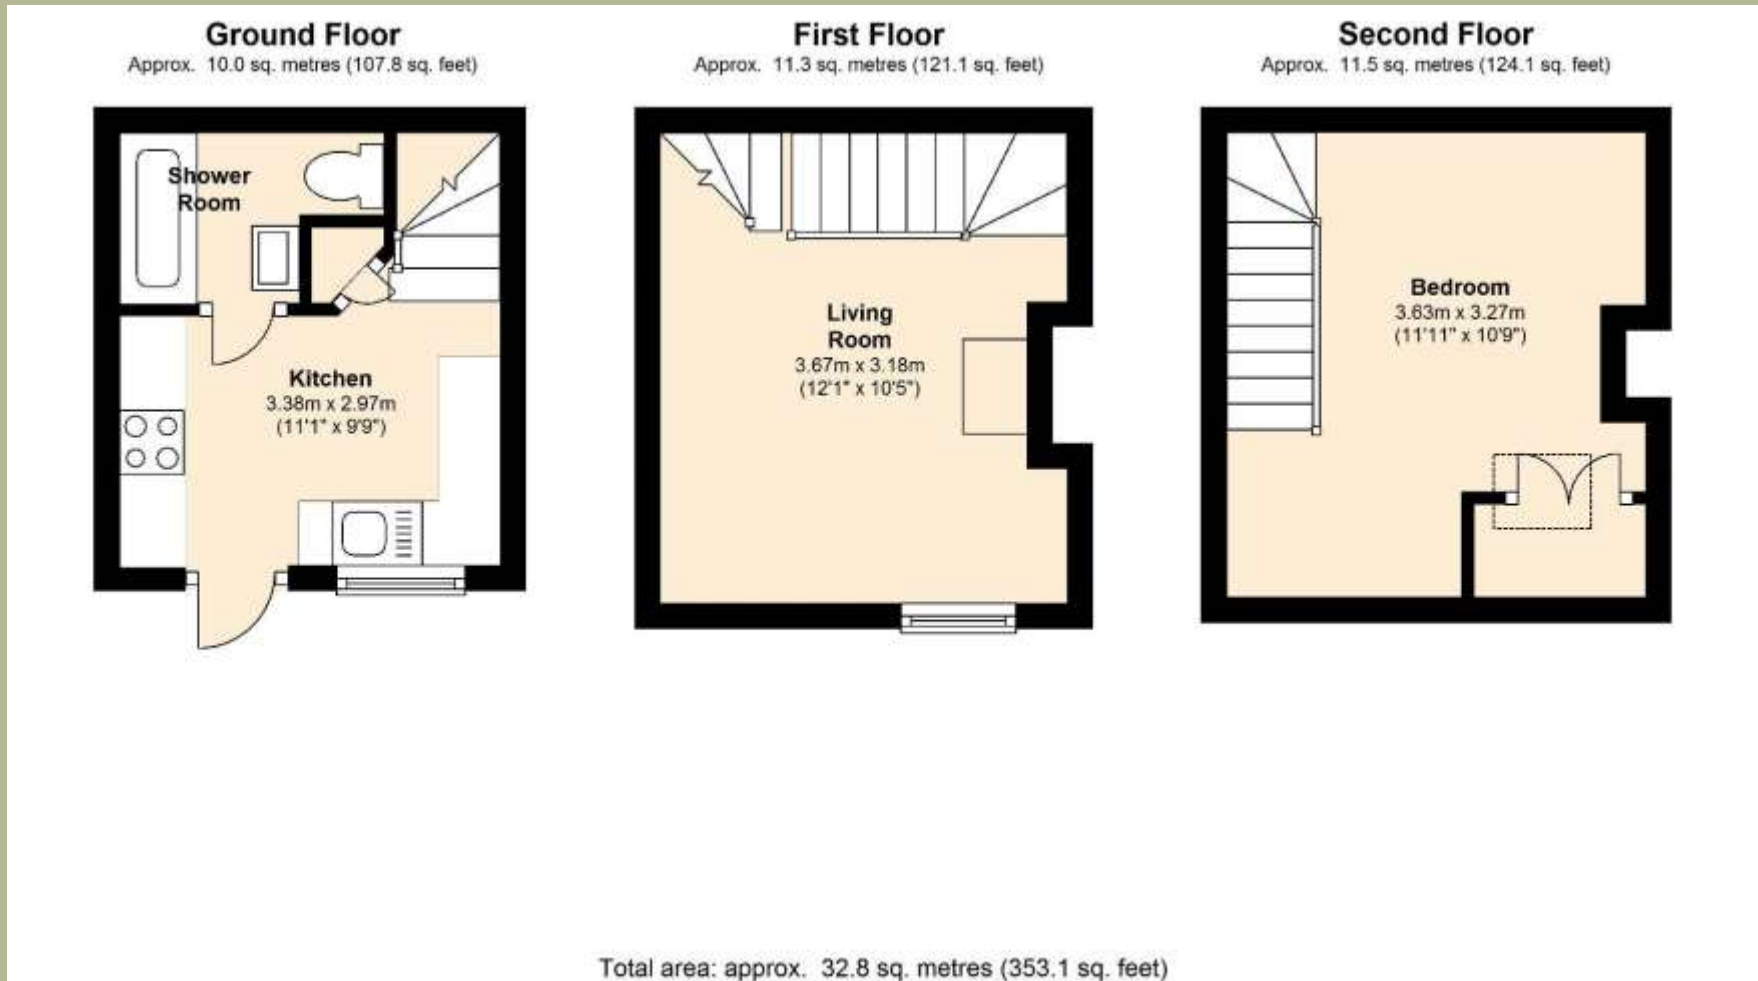 Ground Floor
Approx. 10.0 sq. metres (107.8 sq. feet)
Shower
Room
Kitchen
3.38m x 2.97m
(11'1" x 9'9")
First Floor
Approx. 11.3 sq. metres (121.1 sq. feet)
Living
Room
3.67m x 3.18m
(12'1" x 10'5")
Second Floor
Approx. 11.5 sq. metres (124.1 sq. feet)
Bedroom
3.63m x 3.27m
(11'11" x 10'9")
Total area: approx. 32.8 sq. metres (353.1 sq. feet)